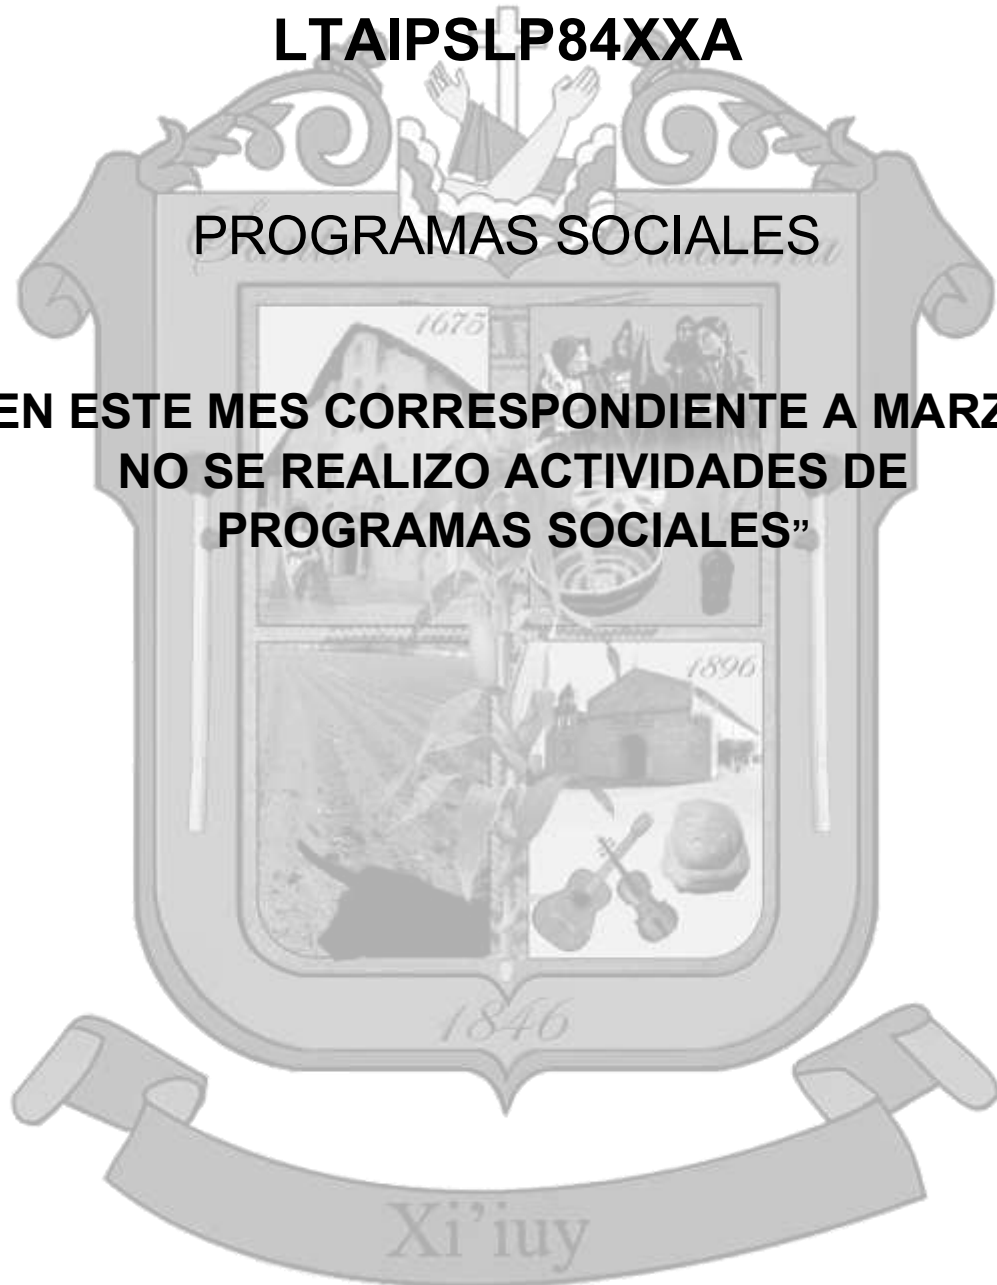 LTAIPSLP84XXA
PROGRAMAS SOCIALES
EN ESTE MES CORRESPONDIENTE A MARZ
NO SE REALIZO ACTIVIDADES DE
PROGRAMAS SOCIALES”
1675
1896
1846
Xi’iuy